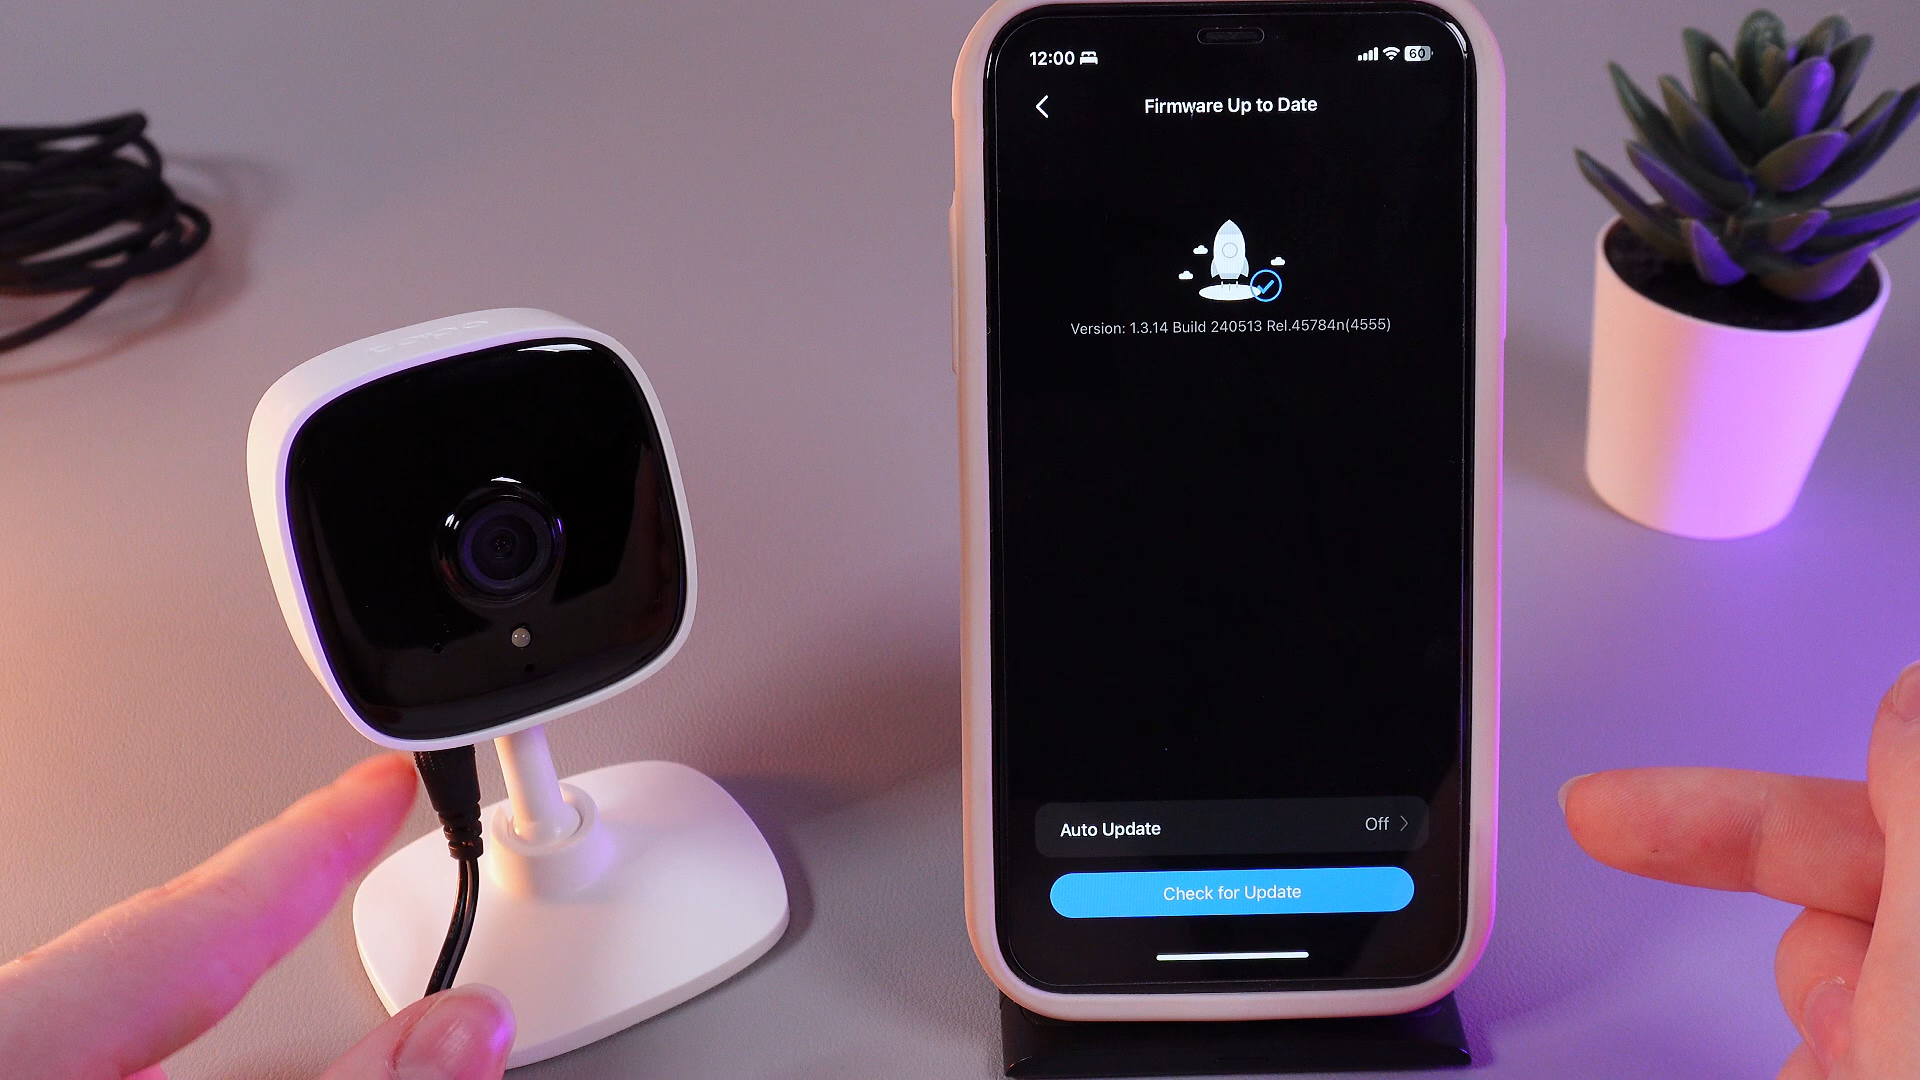 12:00
60
Firmware Up to Date
Version: 1.3.14 Build 240513 Rel.45784n(4555)
Auto Update
Off
Check for Update